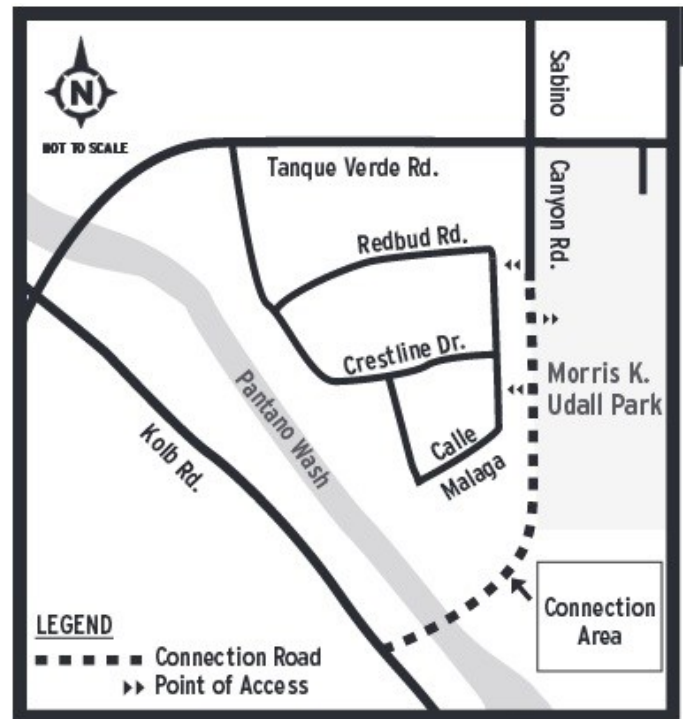 N
NOT TO SCALE
Sabino
Canyon Rd.
Tanque Verde Rd.
Redbud Rd.
Crestline Dr.
Morris K.
Udall Park
Pantano Wash
Kolb Rd.
Calle
Malaga
Connection
Area
LEGEND
Connection Road
Point of Access